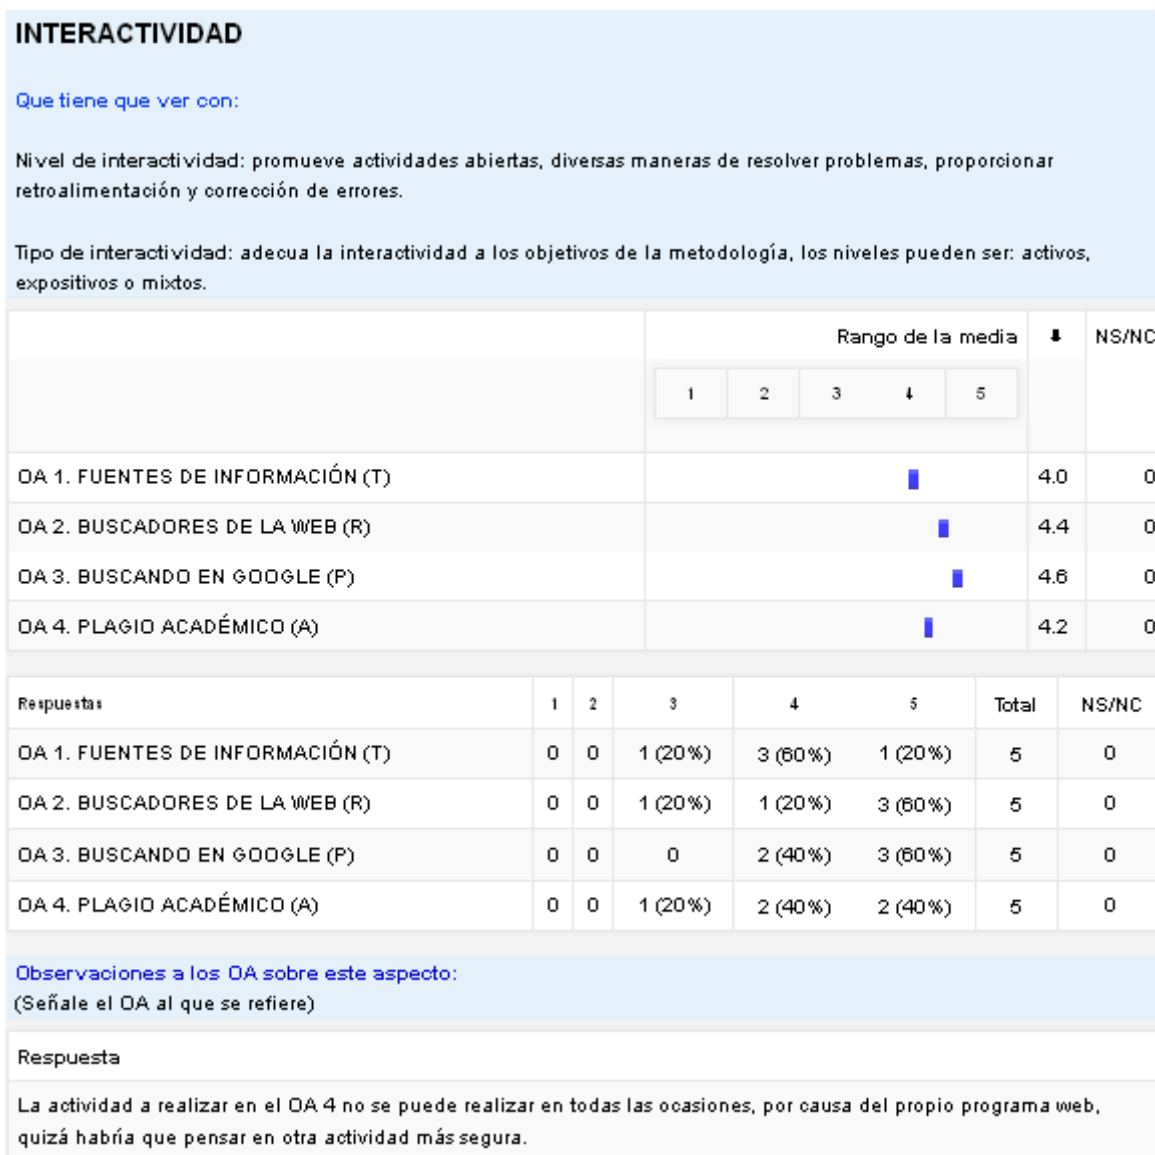 INTERACTIVIDAD
Que tiene que ver con:
Nivel de interactividad: promueve actividades abiertas, diversas maneras de resolver problemas, proporcionar
retroalimentación y corrección de errores.
Tipo de interactividad: adecua la interactividad a los objetivos de la metodología, los niveles pueden ser: activos,
expositivos o mixtos.
Rango de la media ⬇ NS/NC
1 2 3 4 5
OA 1. FUENTES DE INFORMACIÓN (T) 4.0 0
OA 2. BUSCADORES DE LA WEB (R) 4.4 0
OA 3. BUSCANDO EN GOOGLE (P) 4.6 0
OA 4. PLAGIO ACADÉMICO (A) 4.2 0
Respuestas 1 2 3 4 5 Total NS/NC
OA 1. FUENTES DE INFORMACIÓN (T) 0 0 1 (20%) 3 (60%) 1 (20%) 5 0
OA 2. BUSCADORES DE LA WEB (R) 0 0 1 (20%) 1 (20%) 3 (60%) 5 0
OA 3. BUSCANDO EN GOOGLE (P) 0 0 0 2 (40%) 3 (60%) 5 0
OA 4. PLAGIO ACADÉMICO (A) 0 0 1 (20%) 2 (40%) 2 (40%) 5 0
Observaciones a los OA sobre este aspecto:
(Señale el OA al que se refiere)
Respuesta
La actividad a realizar en el OA 4 no se puede realizar en todas las ocasiones, por causa del propio programa web,
quizá habría que pensar en otra actividad más segura.